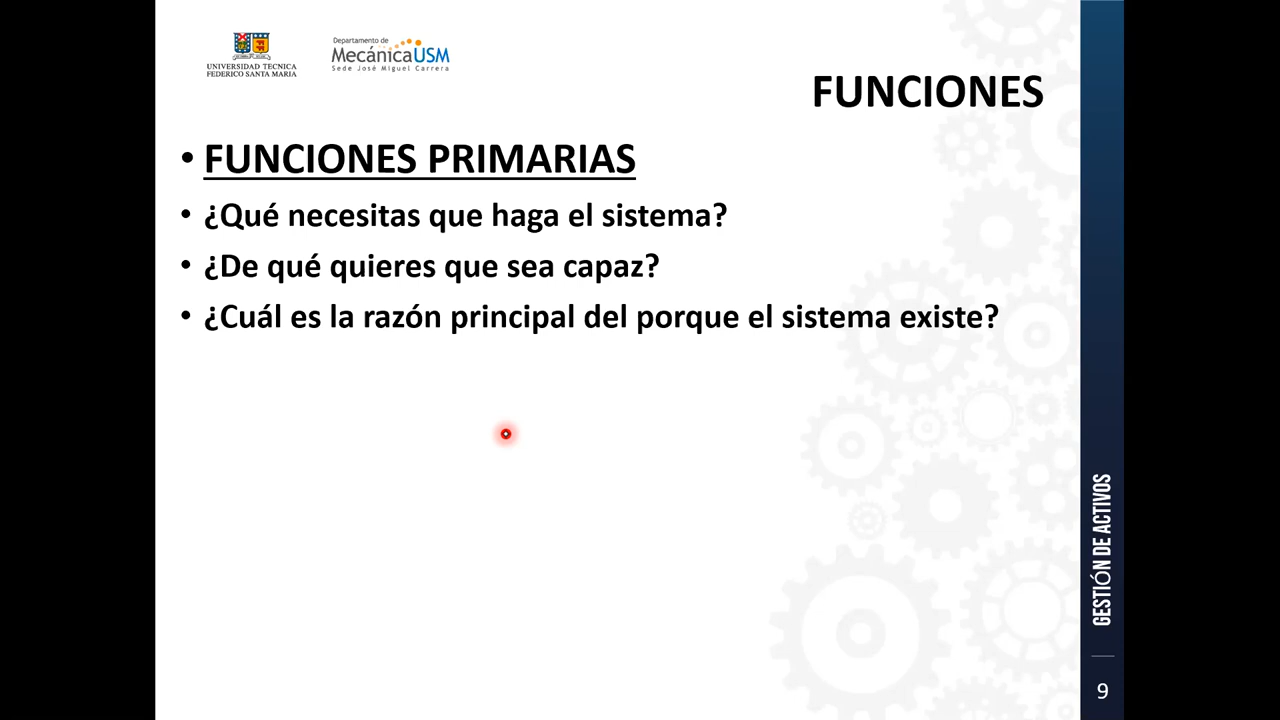 UNIVERSIDAD TECNICA
FEDERICO SANTA MARIA
Departamento de
MecánicaUSM
Sede José Miguel Carrera
FUNCIONES
• FUNCIONES PRIMARIAS
• ¿Qué necesitas que haga el sistema?
• ¿De qué quieres que sea capaz?
• ¿Cuál es la razón principal del porque el sistema existe?
GESTIÓN DE ACTIVOS
9